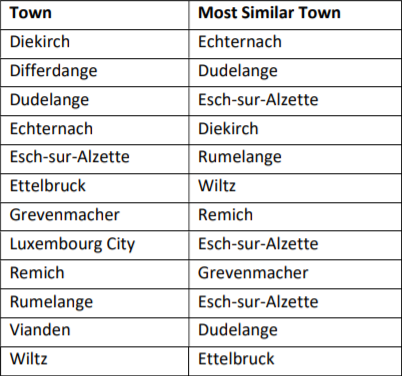 Town Most Similar Town
Diekirch Echternach
Differdange Dudelange
Dudelange Esch-sur-Alzette
Echternach Diekirch
Esch-sur-Alzette Rumelange
Ettelbruck Wiltz
Grevenmacher Remich
Luxembourg City Esch-sur-Alzette
Remich Grevenmacher
Rumelange Esch-sur-Alzette
Vianden Dudelange
Wiltz Ettelbruck